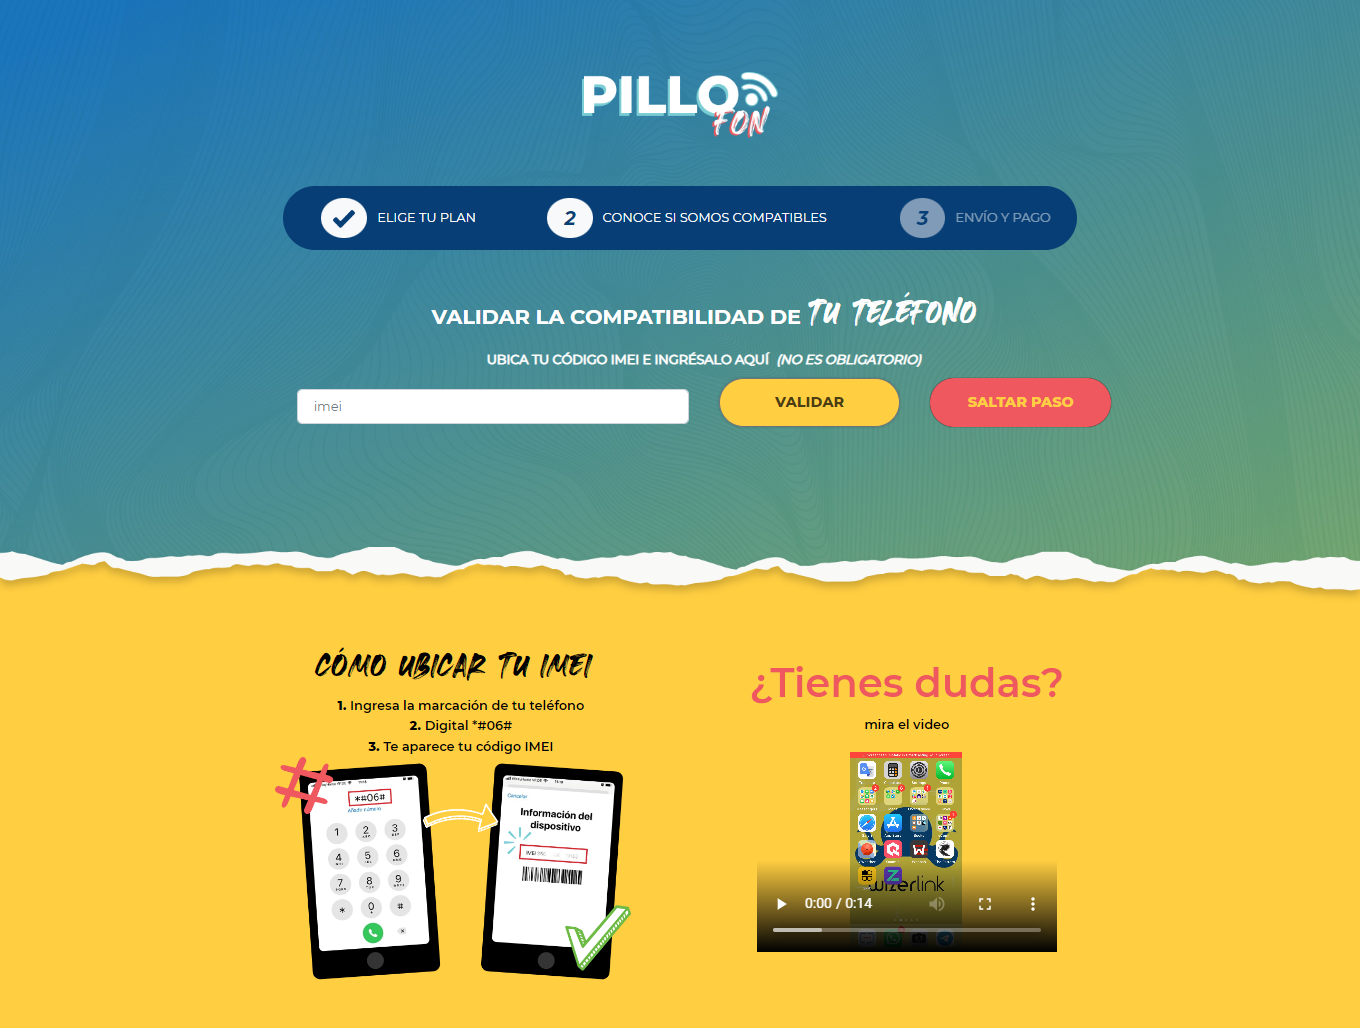 PILLO
FON
ELIGE TU PLAN
2 CONOCE SI SOMOS COMPATIBLES
3 ENVÍO Y PAGO
VALIDAR LA COMPATIBILIDAD DE TU TELÉFONO
UBICA TU CÓDIGO IMEI E INGRÉSALO AQUÍ (NO ES OBLIGATORIO)
imei
VALIDAR
SALTAR PASO
CÓMO UBICAR TU IMEI
1. Ingresa la marcación de tu teléfono
2. Digital *#06#
3. Te aparece tu código IMEI
#
*#06#
Añadir número
1 2 3
4 5 6
7 8 9
* 0 #
Cancelar
Información del
dispositivo
IMEI
¿Tienes dudas?
mira el video
wizerlink
0:00 / 0:14